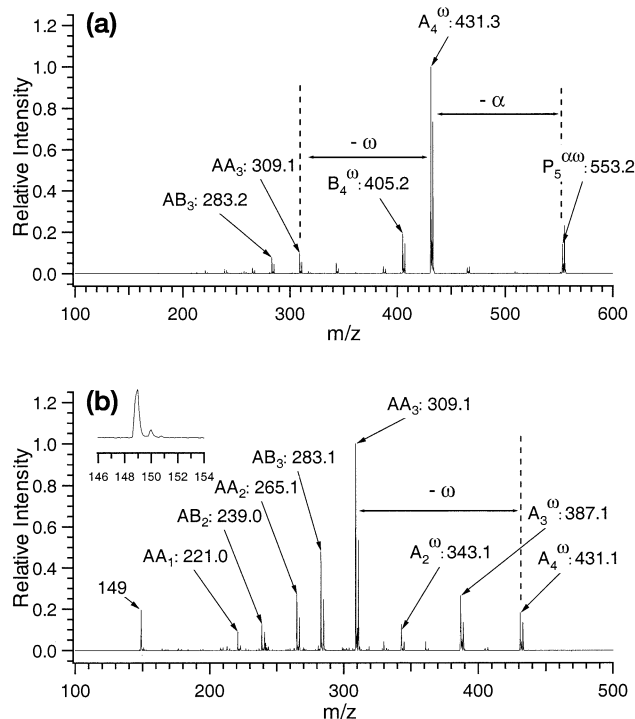 (a)
Relative Intensity
1.2
1.0
0.8
0.6
0.4
0.2
0.0
A4ω:431.3
- α
- ω
AA3: 309.1
B4ω:405.2
P5αω:553.2
AB3: 283.2
100 200 300 400 500 600
m/z
(b)
Relative Intensity
1.2
1.0
0.8
0.6
0.4
0.2
0.0
146 148 150 152 154
AA3: 309.1
AB3: 283.1
AA2: 265.1
- ω
AB2: 239.0
A3ω:387.1
AA1: 221.0
A2ω:343.1
A4ω:431.1
149
100 200 300 400 500
m/z